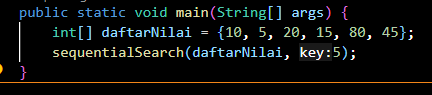 public static void main(String[] args) {
int[] daftarNilai = {10, 5, 20, 15, 80, 45};
sequentialSearch(daftarNilai, key:5);
}